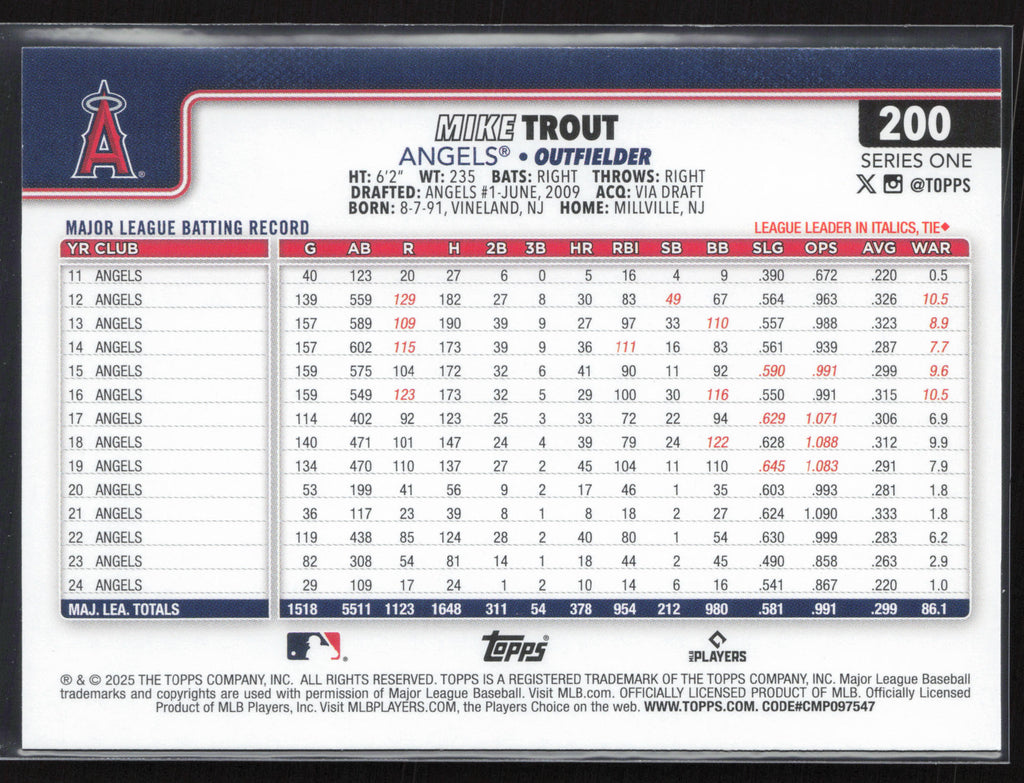 A®
200
SERIES ONE
@TOPPS
MIKE TROUT
ANGELS® • OUTFIELDER
HT: 6'2" WT: 235 BATS: RIGHT THROWS: RIGHT
DRAFTED: ANGELS #1-JUNE, 2009 ACQ: VIA DRAFT
BORN: 8-7-91, VINELAND, NJ HOME: MILLVILLE, NJ
MAJOR LEAGUE BATTING RECORD LEAGUE LEADER IN ITALICS, TIE◆
YR CLUB G AB R H 2B 3B HR RBI SB BB SLG OPS AVG WAR
11 ANGELS 40 123 20 27 6 0 5 16 4 9 .390 .672 .220 0.5
12 ANGELS 139 559 129 182 27 8 30 83 49 67 .564 .963 .326 10.5
13 ANGELS 157 589 109 190 39 9 27 97 33 110 .557 .988 .323 8.9
14 ANGELS 157 602 115 173 39 9 36 111 16 83 .561 .939 .287 7.7
15 ANGELS 159 575 104 172 32 6 41 90 11 92 .590 .991 .299 9.6
16 ANGELS 159 549 123 173 32 5 29 100 30 116 .550 .991 .315 10.5
17 ANGELS 114 402 92 123 25 3 33 72 22 94 .629 1.071 .306 6.9
18 ANGELS 140 471 101 147 24 4 39 79 24 122 .628 1.088 .312 9.9
19 ANGELS 134 470 110 137 27 2 45 104 11 110 .645 1.083 .291 7.9
20 ANGELS 53 199 41 56 9 2 17 46 1 35 .603 .993 .281 1.8
21 ANGELS 36 117 23 39 8 1 8 18 2 27 .624 1.090 .333 1.8
22 ANGELS 119 438 85 124 28 2 40 80 1 54 .630 .999 .283 6.2
23 ANGELS 82 308 54 81 14 1 18 44 2 45 .490 .858 .263 2.9
24 ANGELS 29 109 17 24 1 2 10 14 6 16 .541 .867 .220 1.0
MAJ. LEA. TOTALS 1518 5511 1123 1648 311 54 378 954 212 980 .581 .991 .299 86.1
TOPPS® MLB PLAYERS
® & © 2025 THE TOPPS COMPANY, INC. ALL RIGHTS RESERVED. TOPPS IS A REGISTERED TRADEMARK OF THE TOPPS COMPANY, INC. Major League Baseball
trademarks and copyrights are used with permission of Major League Baseball. Visit MLB.com. OFFICIALLY LICENSED PRODUCT OF MLB. Officially Licensed
Product of MLB Players, Inc. Visit MLBPLAYERS.COM, the Players Choice on the web. WWW.TOPPS.COM. CODE#CMP097547